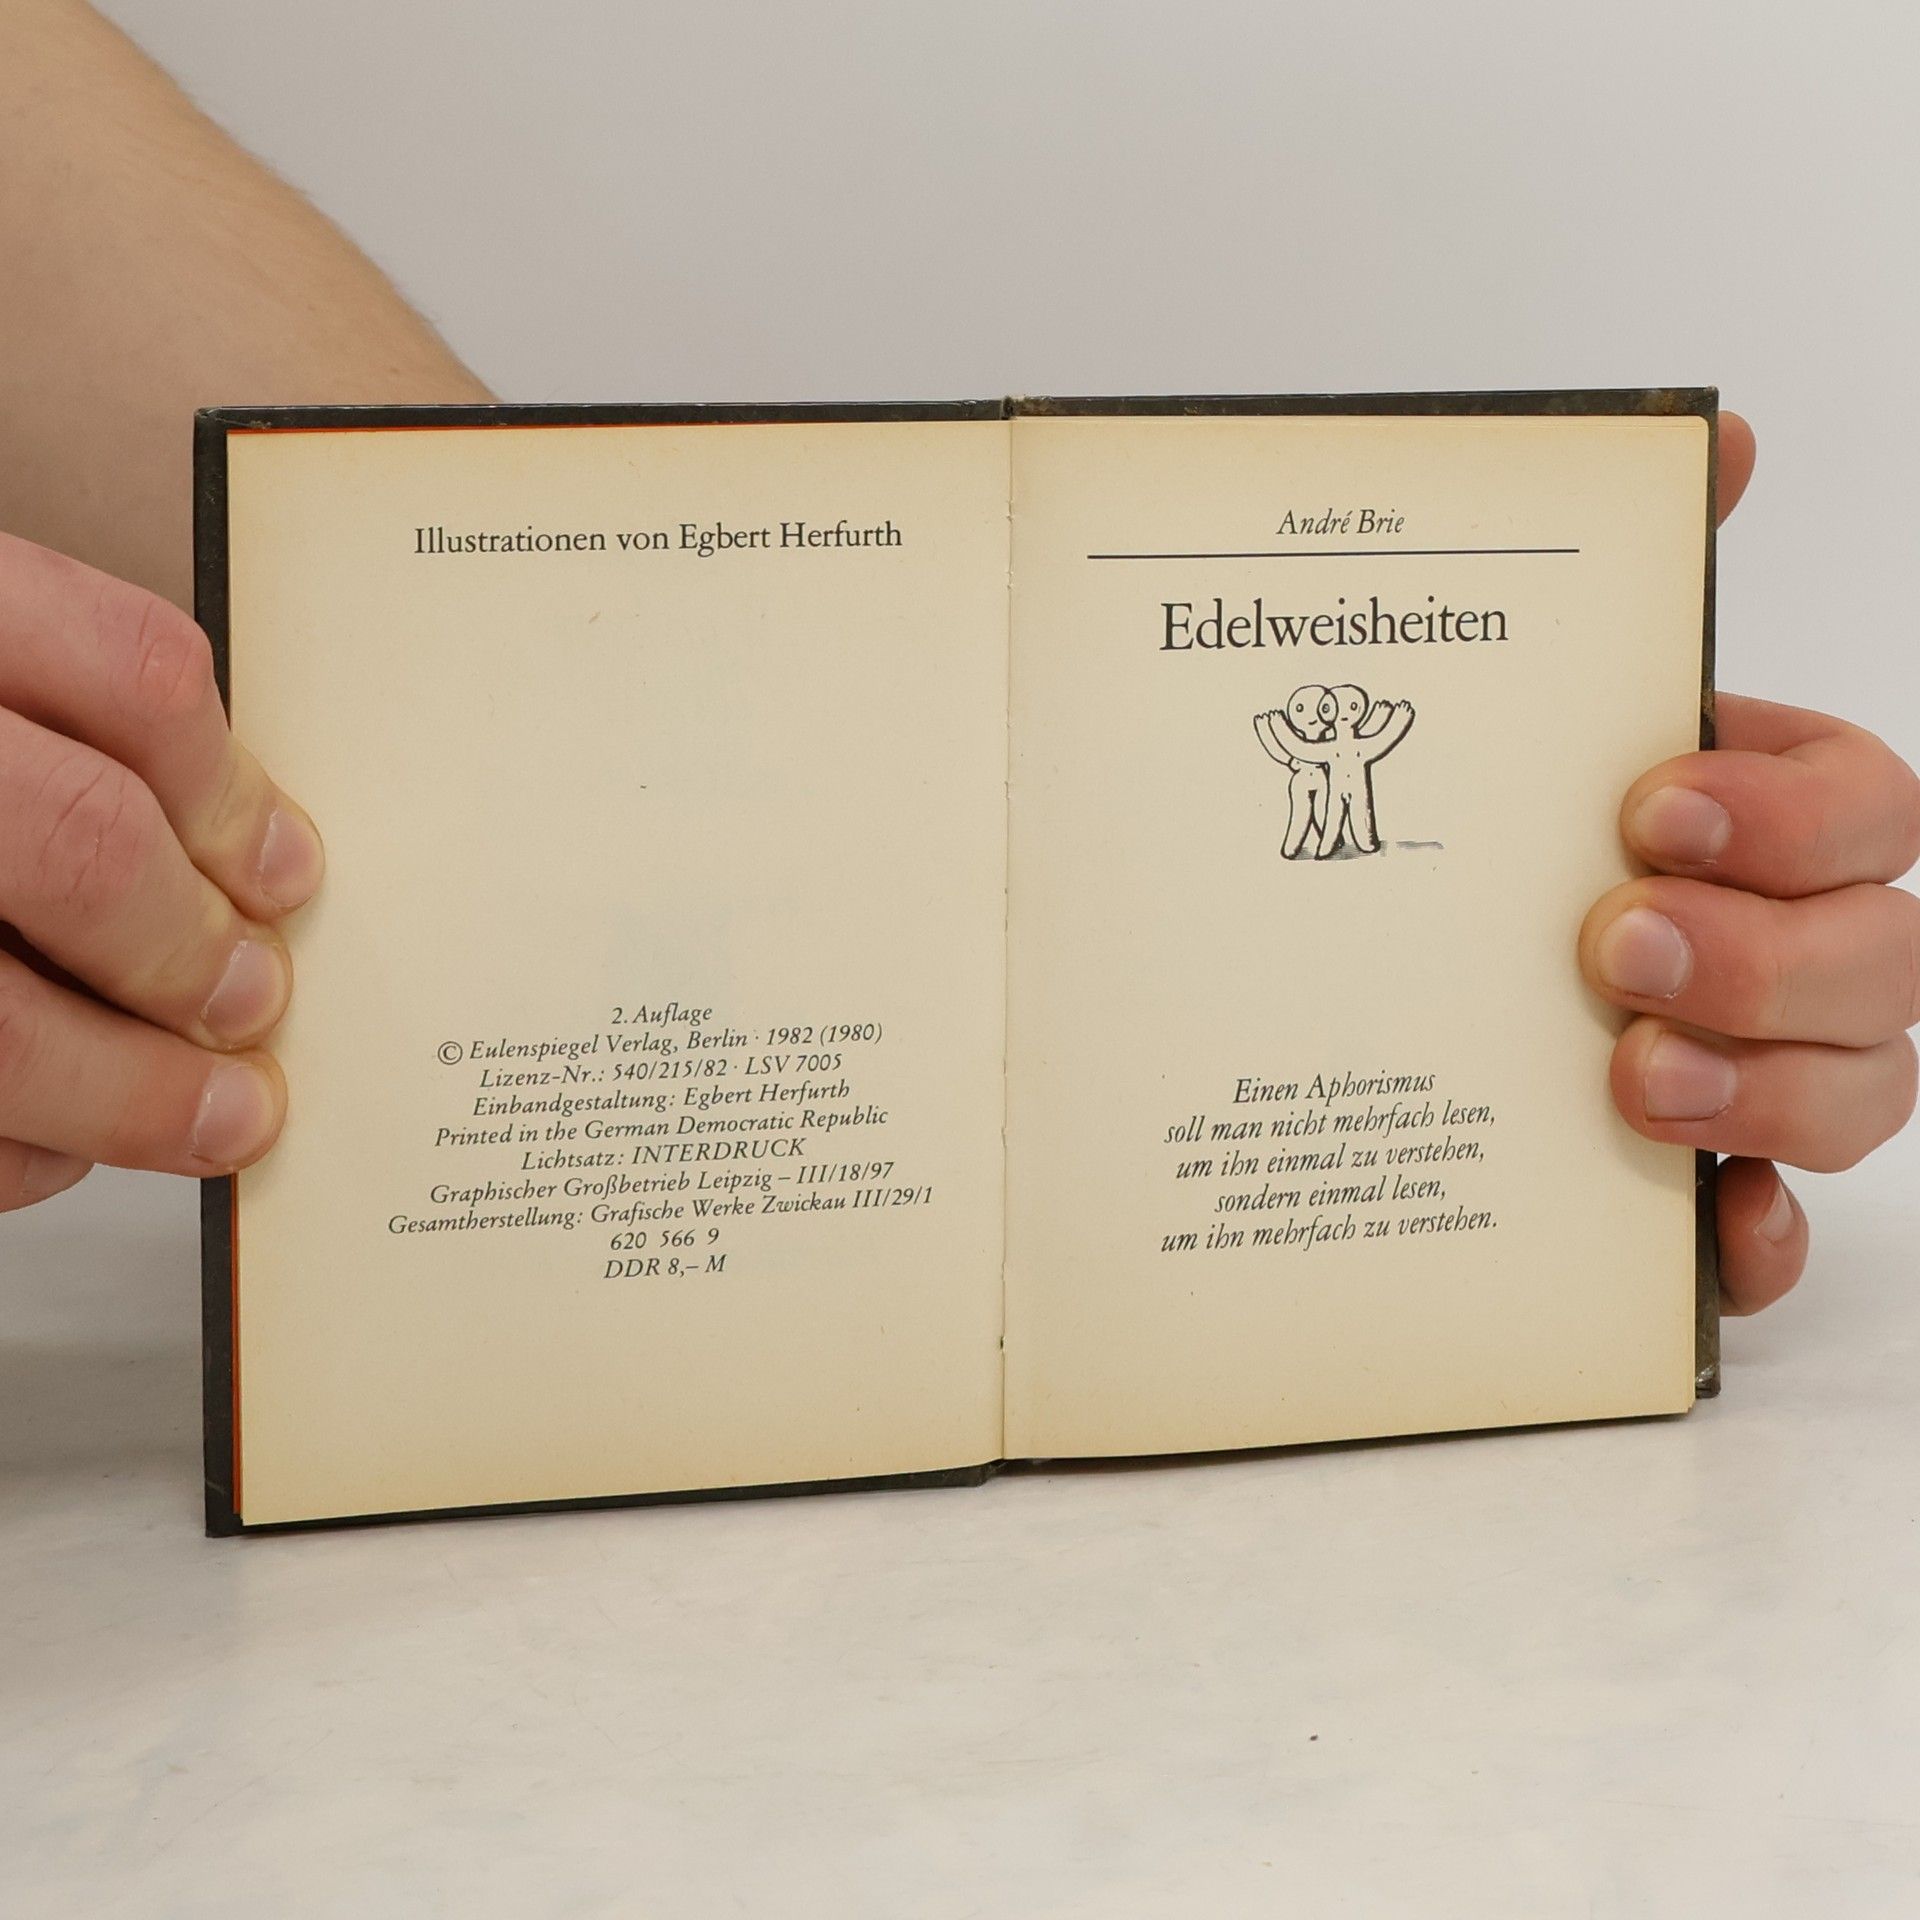 Illustrationen von Egbert Herfurth
2. Auflage
© Eulenspiegel Verlag, Berlin · 1982 (1980)
Lizenz-Nr.: 540/215/82 · LSV 7005
Einbandgestaltung: Egbert Herfurth
Printed in the German Democratic Republic
Lichtsatz: INTERDRUCK
Graphischer Großbetrieb Leipzig – III/18/97
Gesamtherstellung: Grafische Werke Zwickau III/29/1
620 566 9
DDR 8,– M
André Brie
Edelweisheiten
Einen Aphorismus
soll man nicht mehrfach lesen,
um ihn einmal zu verstehen,
sondern einmal lesen,
um ihn mehrfach zu verstehen.